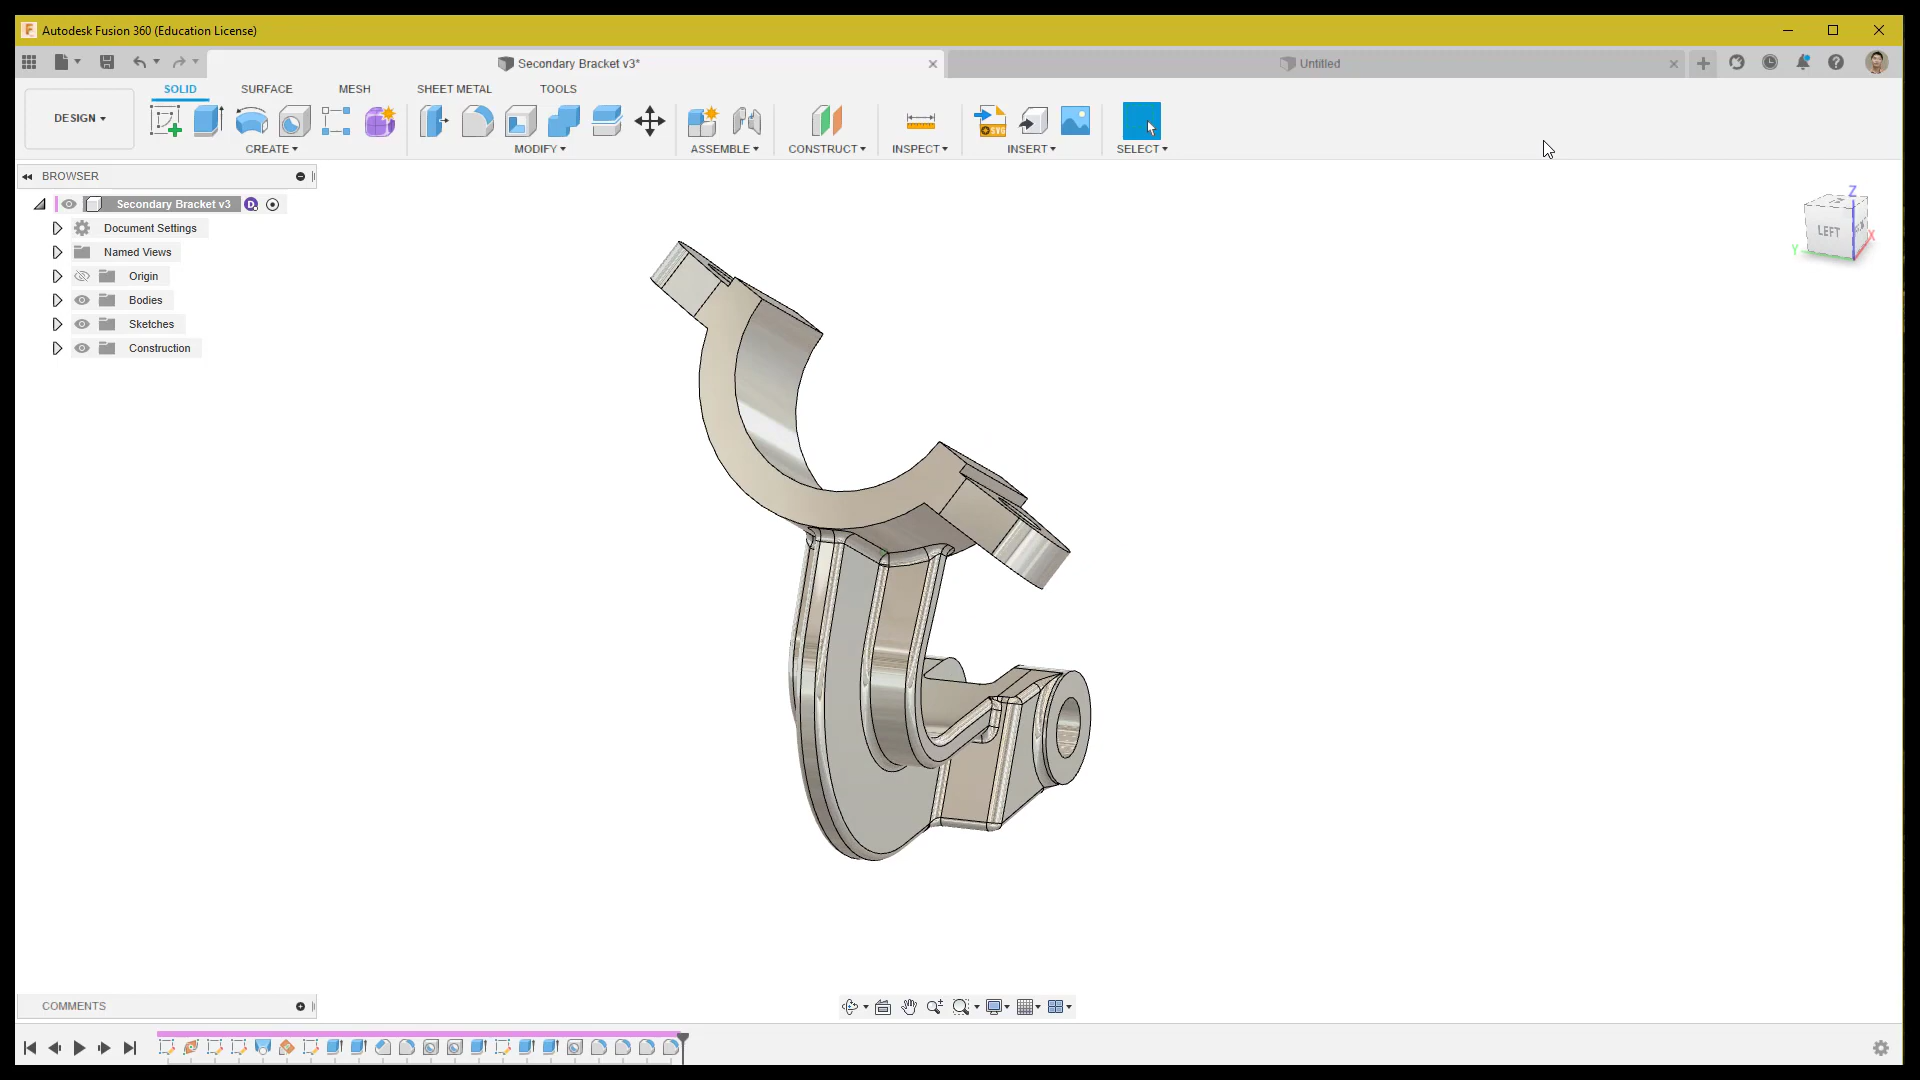 Autodesk Fusion 360 (Education License)
Secondary Bracket v3*
Untitled
SOLID
SURFACE
MESH
SHEET METAL
TOOLS
DESIGN
CREATE
MODIFY
ASSEMBLE
CONSTRUCT
INSPECT
INSERT
SELECT
SVG
BROWSER
Secondary Bracket v3
D
Document Settings
Named Views
Origin
Bodies
Sketches
Construction
Z
LEFT
X
Y
COMMENTS